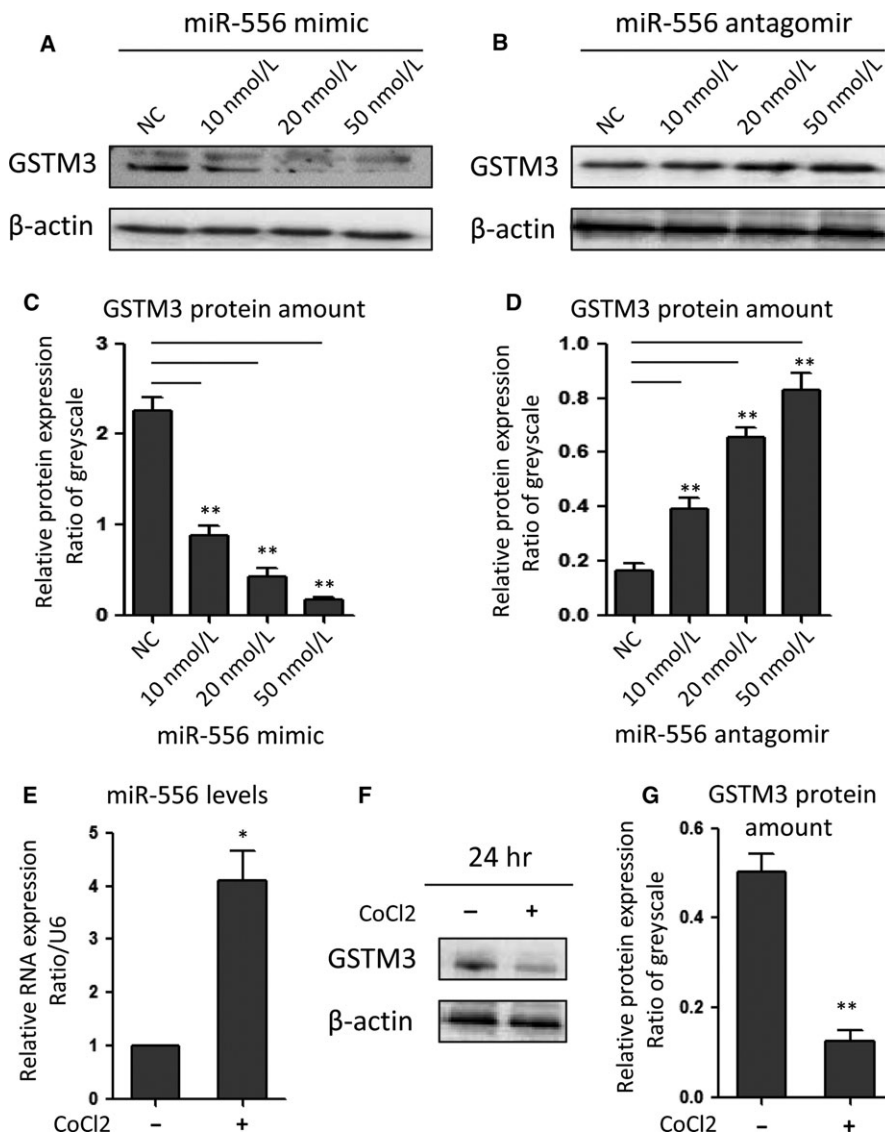 A
miR-556 mimic
NC
10 nmol/L
20 nmol/L
50 nmol/L
GSTM3
β-actin
B
miR-556 antagomir
NC
10 nmol/L
20 nmol/L
50 nmol/L
GSTM3
β-actin
C
GSTM3 protein amount
Relative protein expression
Ratio of greyscale
3
2
1
0
**
**
**
NC
10 nmol/L
20 nmol/L
50 nmol/L
miR-556 mimic
D
GSTM3 protein amount
Relative protein expression
Ratio of greyscale
1.0
0.8
0.6
0.4
0.2
0.0
**
**
**
NC
10 nmol/L
20 nmol/L
50 nmol/L
miR-556 antagomir
E
miR-556 levels
Relative RNA expression
Ratio/U6
5
4
3
2
1
0
*
CoCl2 – +
F
24 hr
CoCl2 – +
GSTM3
β-actin
G
GSTM3 protein
amount
Relative protein expression
Ratio of greyscale
0.6
0.4
0.2
0.0
**
CoCl2 – +